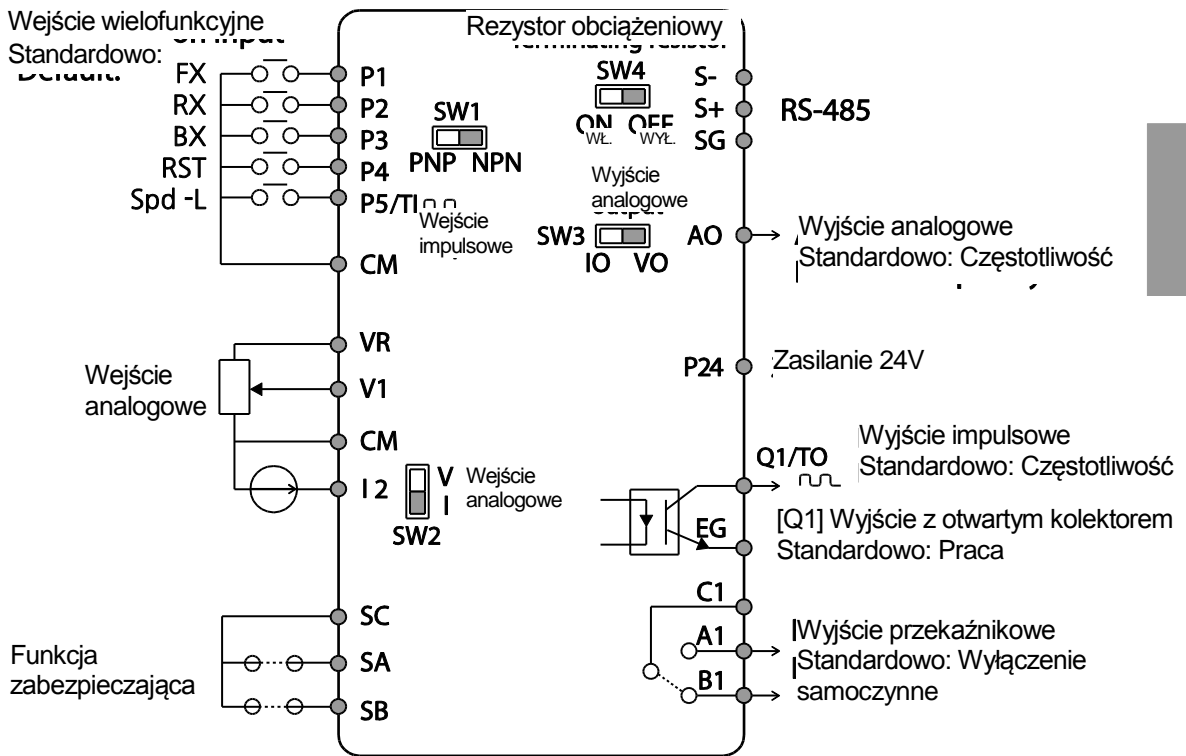 Wejście wielofunkcyjne
Standardowo:
FX
RX
BX
RST
Spd -L
P1
P2
P3
P4
P5/TI
CM
SW1
PNP NPN
Wejście
impulsowe
Rezystor obciążeniowy
SW4
ON OFF
WŁ. WYŁ.
S-
S+
SG
RS-485
Wyjście
analogowe
SW3
IO VO
AO
Wyjście analogowe
Standardowo: Częstotliwość
Wejście
analogowe
VR
V1
CM
I 2
V
I
SW2
Wejście
analogowe
P24
Zasilanie 24V
Q1/TO
Wyjście impulsowe
Standardowo: Częstotliwość
EG
[Q1] Wyjście z otwartym kolektorem
Standardowo: Praca
Funkcja
zabezpieczająca
SC
SA
SB
C1
A1
B1
Wyjście przekaźnikowe
Standardowo: Wyłączenie
samoczynne